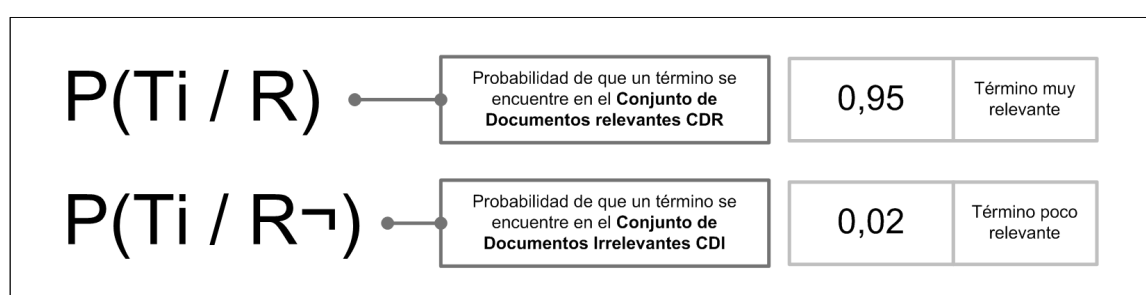 P(Ti / R)
Probabilidad de que un término se
encuentre en el Conjunto de
Documentos relevantes CDR
0,95
Término muy
relevante
P(Ti / R¬)
Probabilidad de que un término se
encuentre en el Conjunto de
Documentos Irrelevantes CDI
0,02
Término poco
relevante